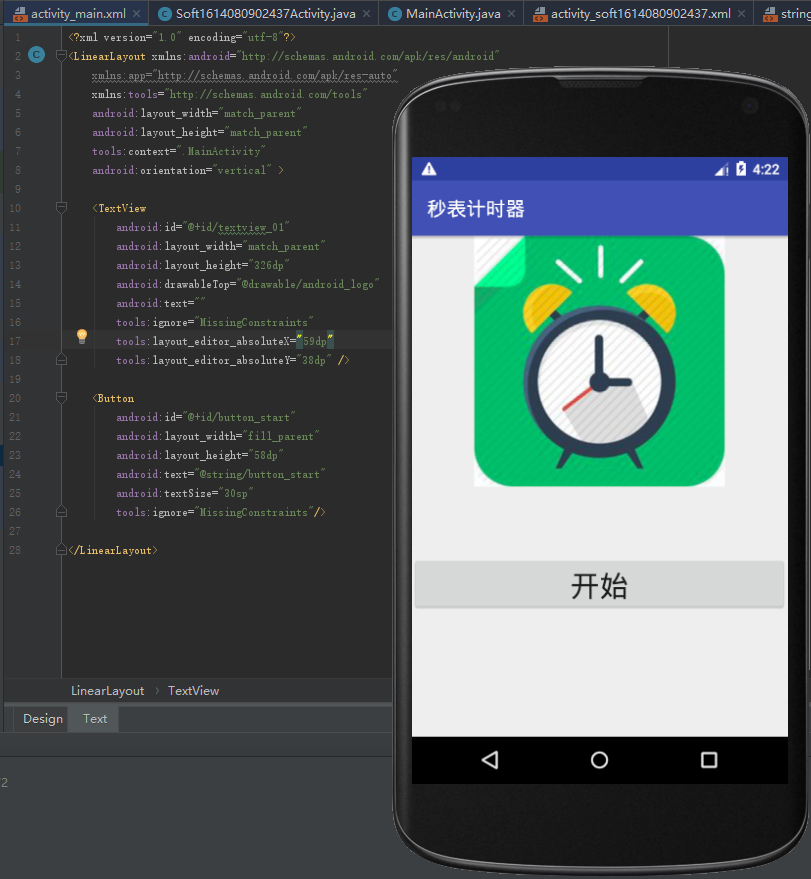 activity_main.xml × Soft1614080902437Activity.java × MainActivity.java × activity_soft1614080902437.xml × string
1 <?xml version="1.0" encoding="utf-8"?>
2 <LinearLayout xmlns:android="http://schemas.android.com/apk/res/android"
3 xmlns:app="http://schemas.android.com/apk/res-auto"
4 xmlns:tools="http://schemas.android.com/tools"
5 android:layout_width="match_parent"
6 android:layout_height="match_parent"
7 tools:context=".MainActivity"
8 android:orientation="vertical" >
9
10 <TextView
11 android:id="@+id/textview_01"
12 android:layout_width="match_parent"
13 android:layout_height="326dp"
14 android:drawableTop="@drawable/android_logo"
15 android:text=""
16 tools:ignore="MissingConstraints"
17 tools:layout_editor_absoluteX="59dp"
18 tools:layout_editor_absoluteY="38dp" />
19
20 <Button
21 android:id="@+id/button_start"
22 android:layout_width="fill_parent"
23 android:layout_height="58dp"
24 android:text="@string/button_start"
25 android:textSize="30sp"
26 tools:ignore="MissingConstraints"/>
27
28 </LinearLayout>
LinearLayout › TextView
Design Text
2
4:22
秒表计时器
开始